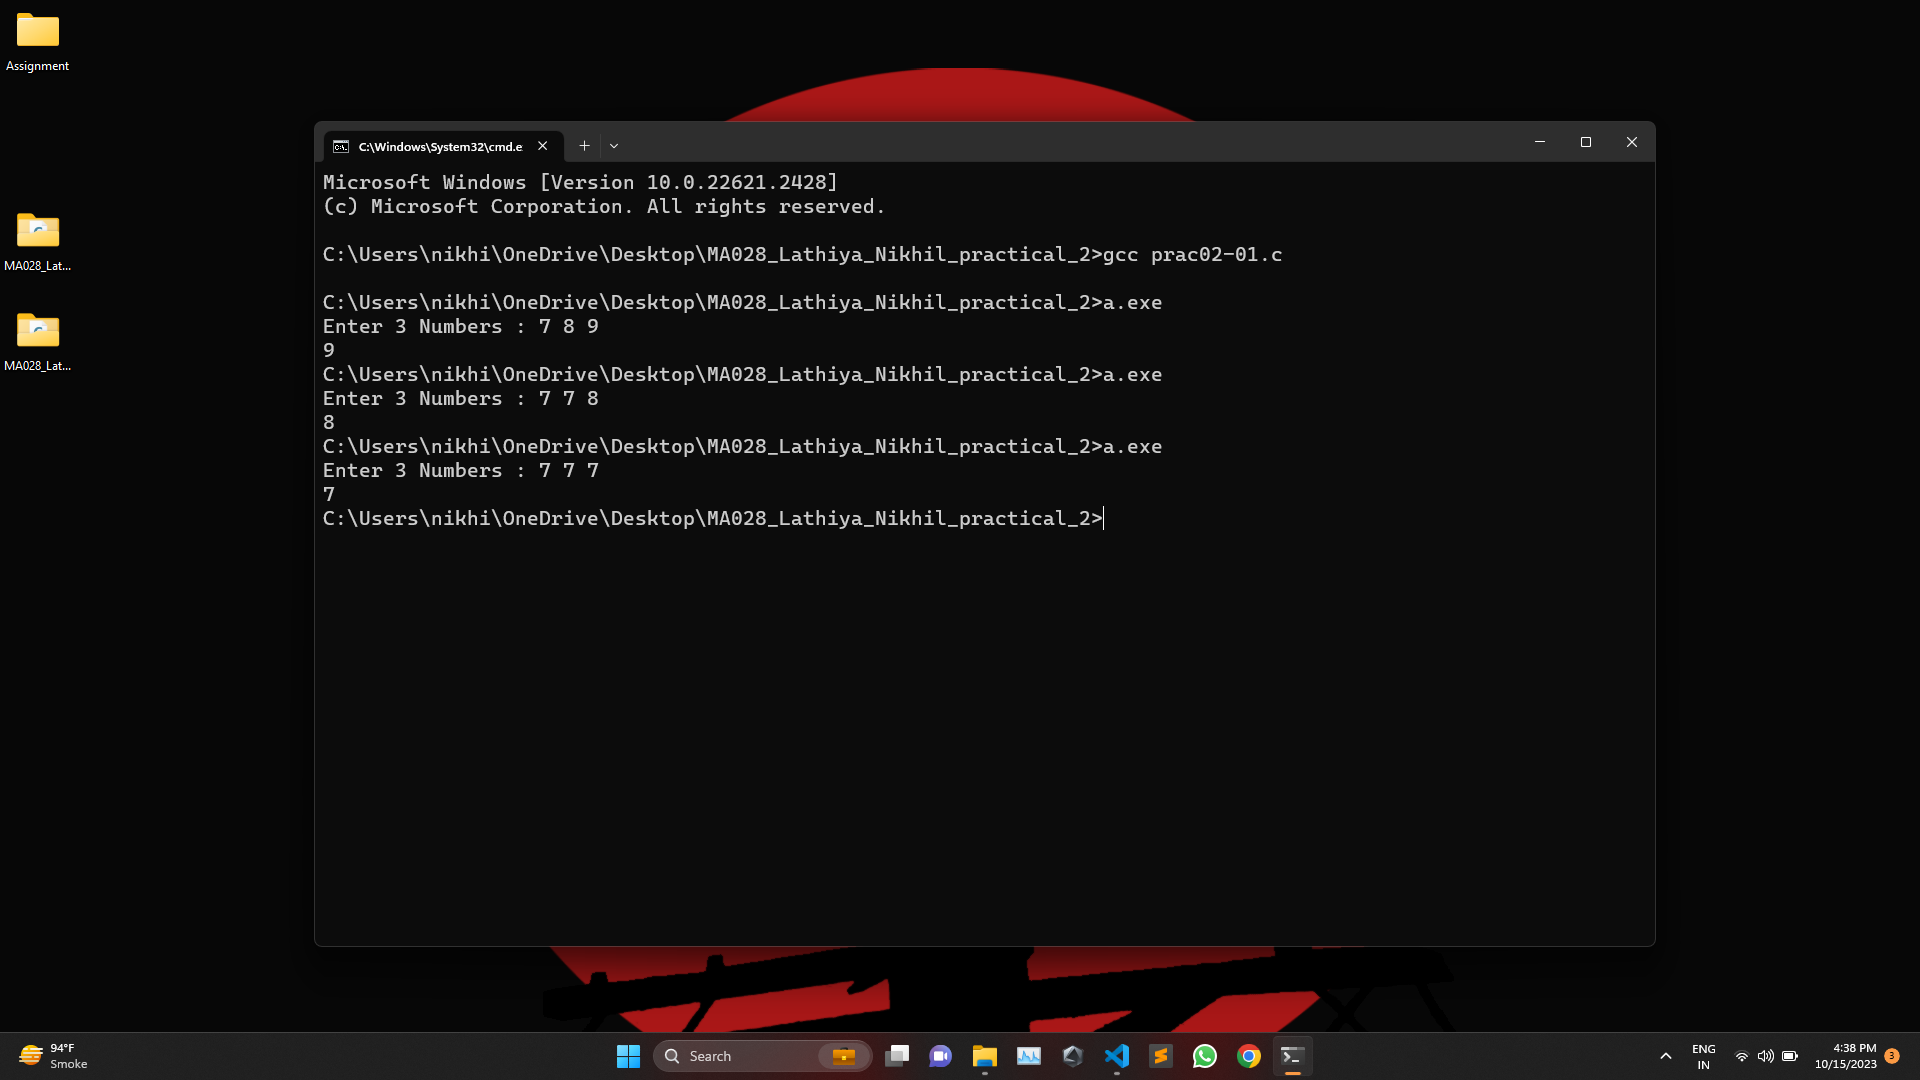 Assignment
MA028_Lat...
MA028_Lat...
C:\Windows\System32\cmd.e
Microsoft Windows [Version 10.0.22621.2428]
(c) Microsoft Corporation. All rights reserved.
C:\Users\nikhi\OneDrive\Desktop\MA028_Lathiya_Nikhil_practical_2>gcc prac02-01.c
C:\Users\nikhi\OneDrive\Desktop\MA028_Lathiya_Nikhil_practical_2>a.exe
Enter 3 Numbers : 7 8 9
9
C:\Users\nikhi\OneDrive\Desktop\MA028_Lathiya_Nikhil_practical_2>a.exe
Enter 3 Numbers : 7 7 8
8
C:\Users\nikhi\OneDrive\Desktop\MA028_Lathiya_Nikhil_practical_2>a.exe
Enter 3 Numbers : 7 7 7
7
C:\Users\nikhi\OneDrive\Desktop\MA028_Lathiya_Nikhil_practical_2>
94°F
Smoke
Search
ENG
IN
4:38 PM
10/15/2023
3